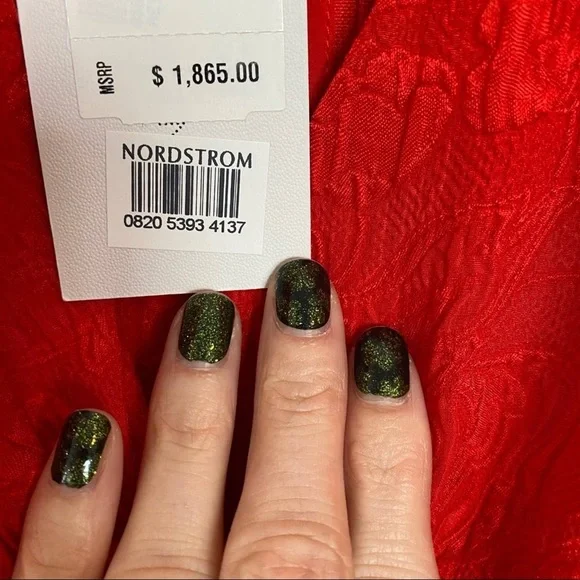 MSRP
$ 1,865.00
NORDSTROM
0820 5393 4137